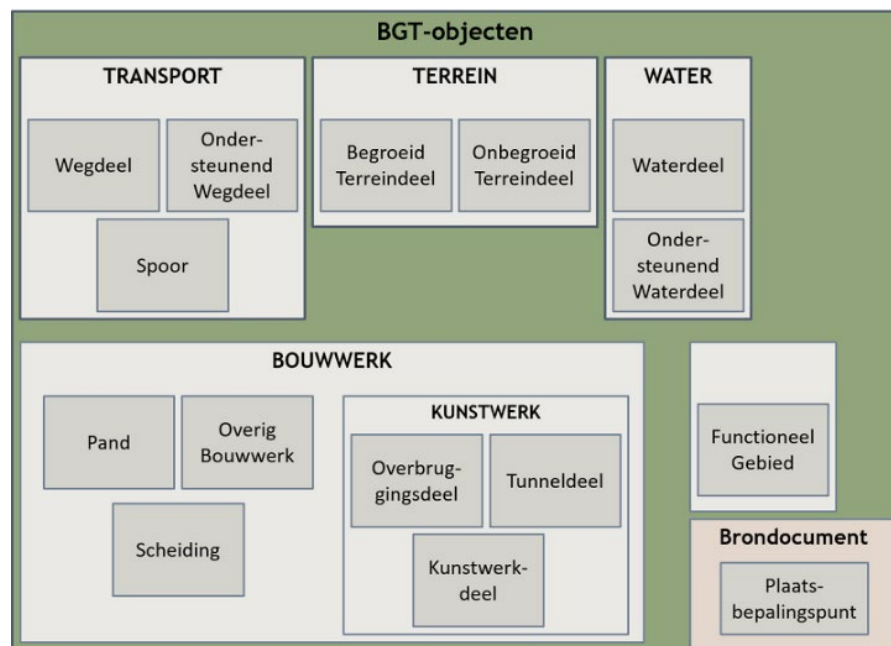 BGT-objecten
TRANSPORT
Wegdeel
Onder-
steunend
Wegdeel
Spoor
TERREIN
Begroeid
Terreindeel
Onbegroeid
Terreindeel
WATER
Waterdeel
Onder-
steunend
Waterdeel
BOUWWERK
Pand
Overig
Bouwwerk
Scheiding
KUNSTWERK
Overbrug-
gingsdeel
Tunneldeel
Kunstwerk-
deel
Functioneel
Gebied
Brondocument
Plaats-
bepalingspunt